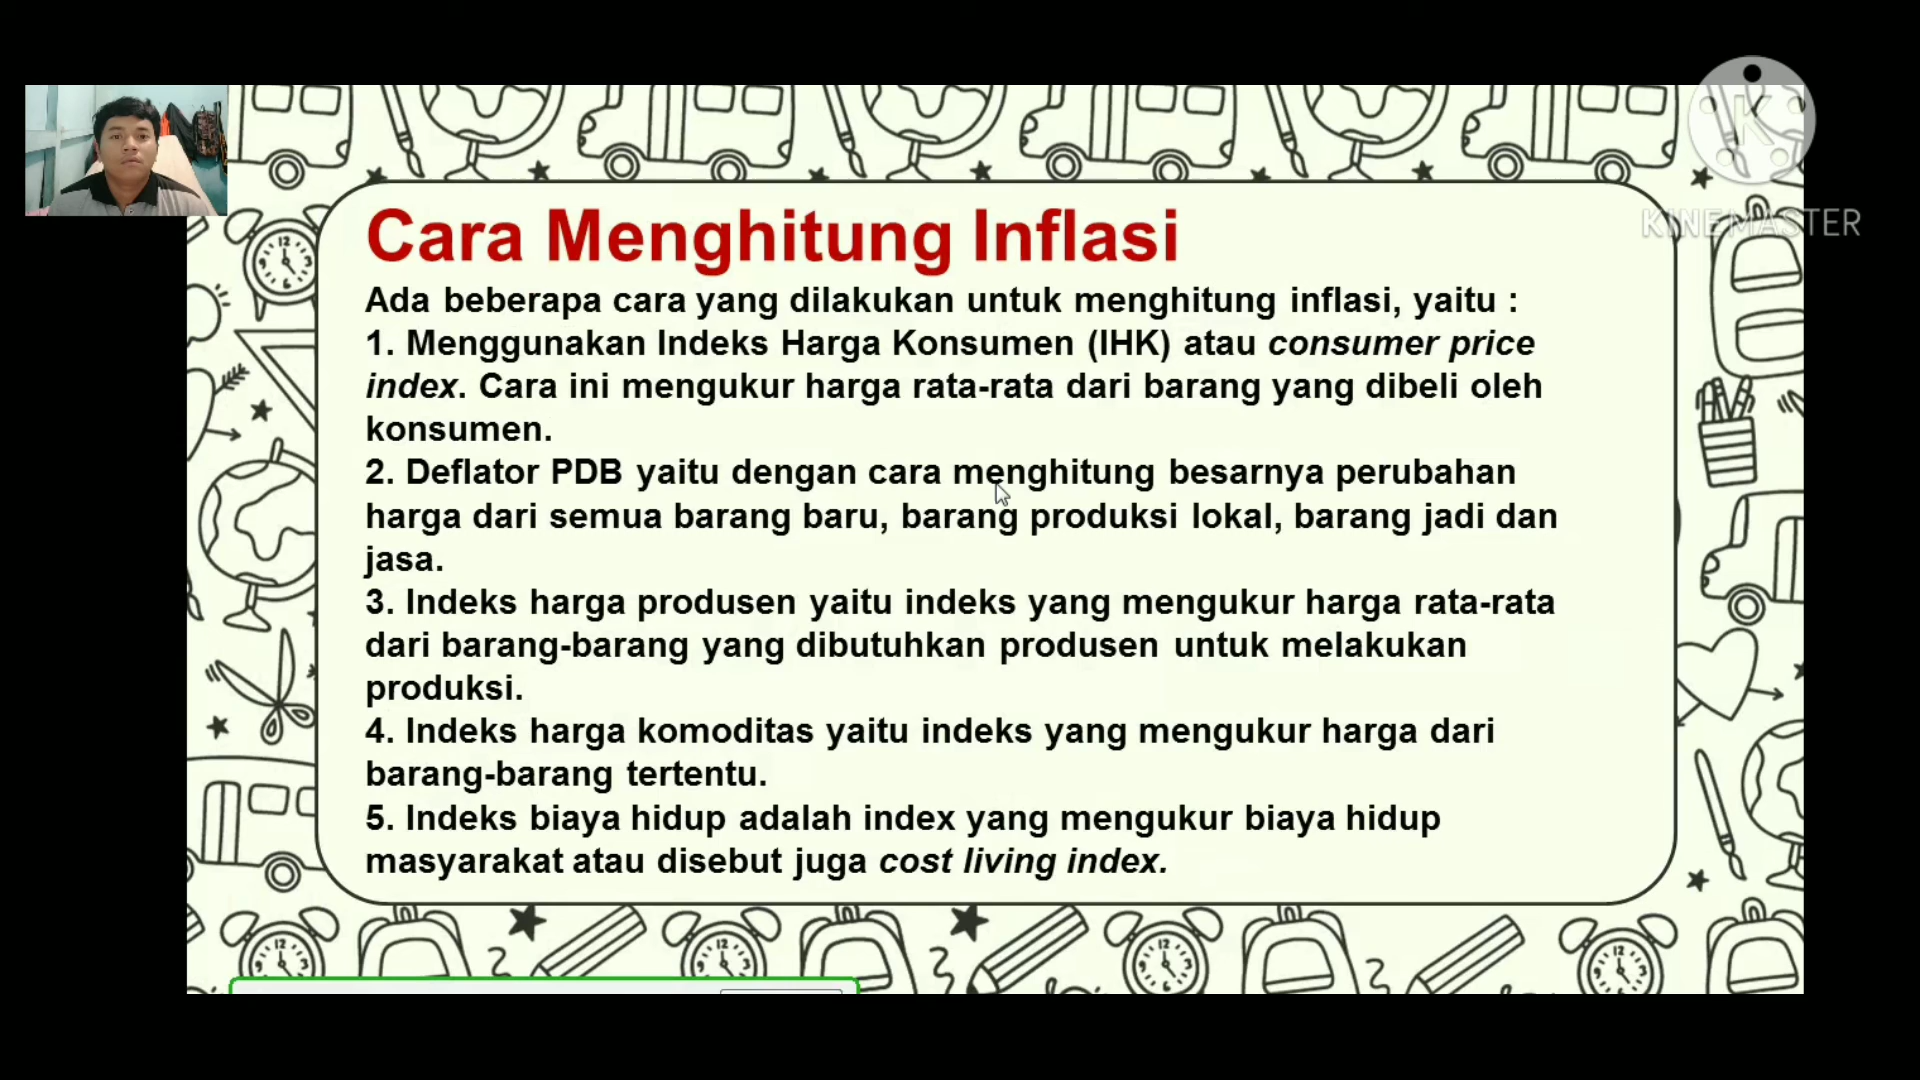 KINEMASTER
Cara Menghitung Inflasi
Ada beberapa cara yang dilakukan untuk menghitung inflasi, yaitu :
1. Menggunakan Indeks Harga Konsumen (IHK) atau consumer price
index. Cara ini mengukur harga rata-rata dari barang yang dibeli oleh
konsumen.
2. Deflator PDB yaitu dengan cara menghitung besarnya perubahan
harga dari semua barang baru, barang produksi lokal, barang jadi dan
jasa.
3. Indeks harga produsen yaitu indeks yang mengukur harga rata-rata
dari barang-barang yang dibutuhkan produsen untuk melakukan
produksi.
4. Indeks harga komoditas yaitu indeks yang mengukur harga dari
barang-barang tertentu.
5. Indeks biaya hidup adalah index yang mengukur biaya hidup
masyarakat atau disebut juga cost living index.